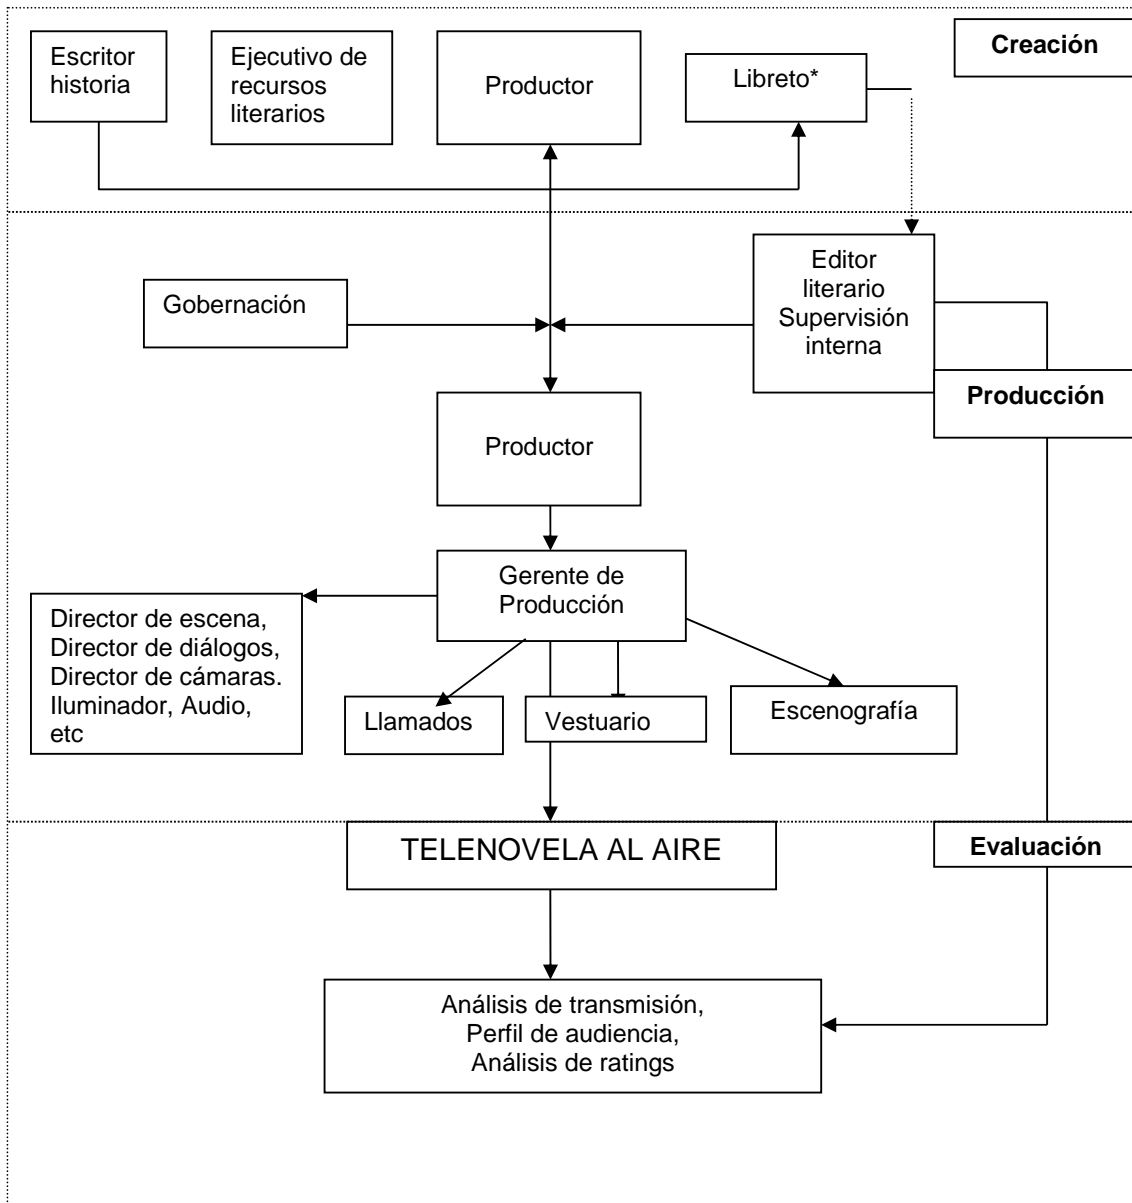 Escritor
historia
Ejecutivo de
recursos
literarios
Productor
Libreto*
Creación
Gobernación
Editor
literario
Supervisión
interna
Producción
Productor
Gerente de
Producción
Director de escena,
Director de diálogos,
Director de cámaras.
Iluminador, Audio,
etc
Llamados
Vestuario
Escenografía
TELENOVELA AL AIRE
Evaluación
Análisis de transmisión,
Perfil de audiencia,
Análisis de ratings